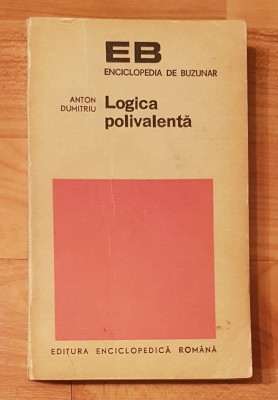 EB
ENCICLOPEDIA DE BUZUNAR
ANTON
DUMITRIU
Logica
polivalentă
EDITURA ENCICLOPEDICĂ ROMÂNĂ